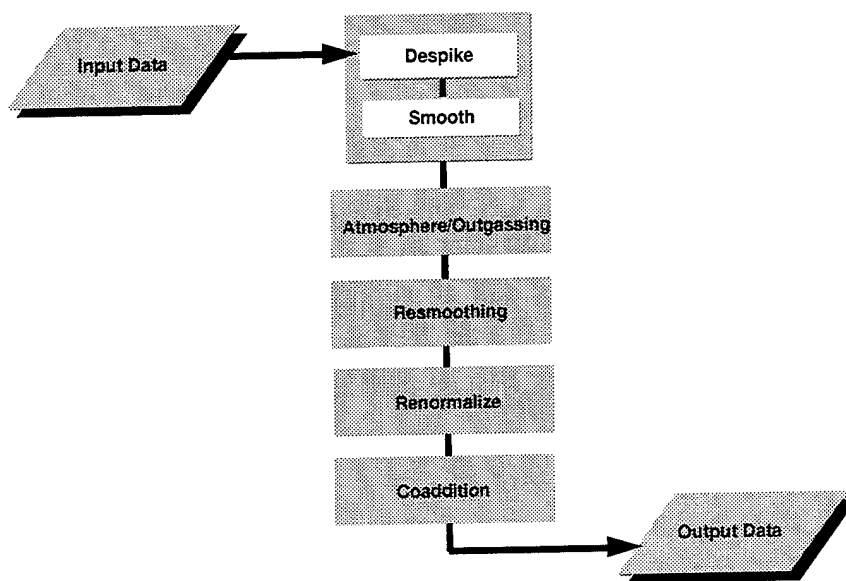 Input Data
Despike
Smooth
Atmosphere/Outgassing
Resmoothing
Renormalize
Coaddition
Output Data